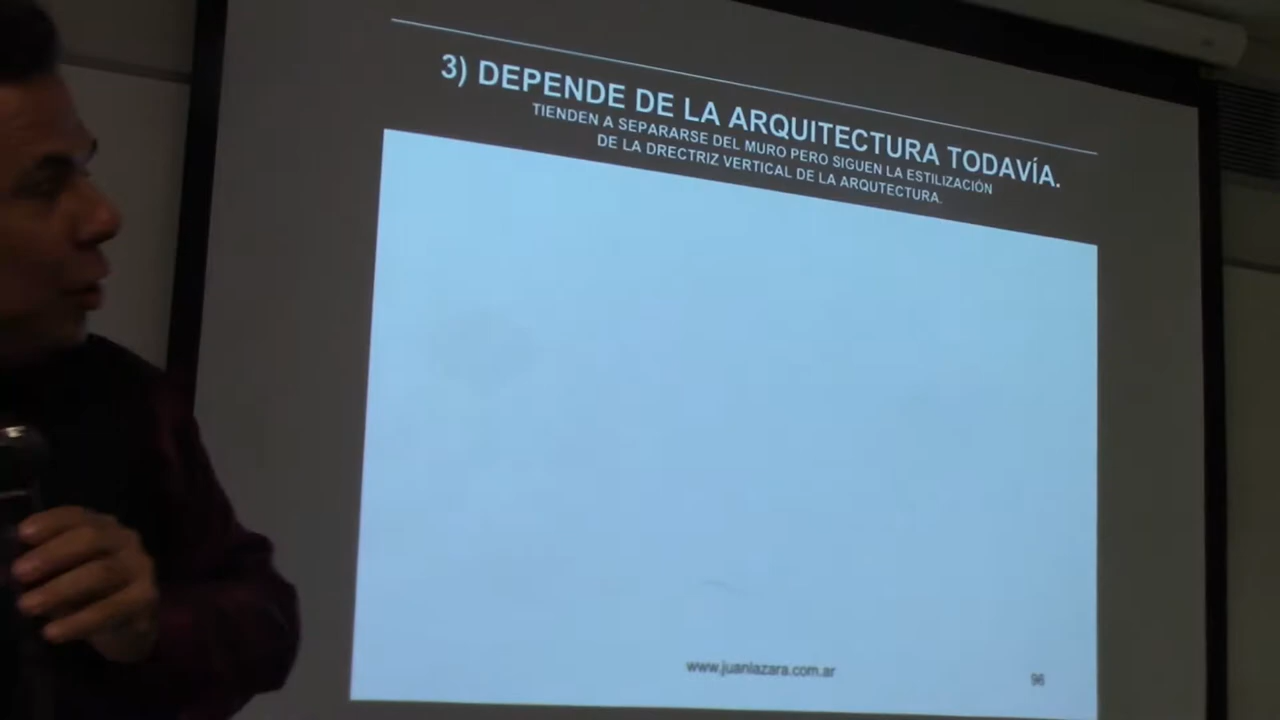 3) DEPENDE DE LA ARQUITECTURA TODAVÍA.
TIENDEN A SEPARARSE DEL MURO PERO SIGUEN LA ESTILIZACIÓN
DE LA DRECTRIZ VERTICAL DE LA ARQUTECTURA.
www.juanlazara.com.ar
96